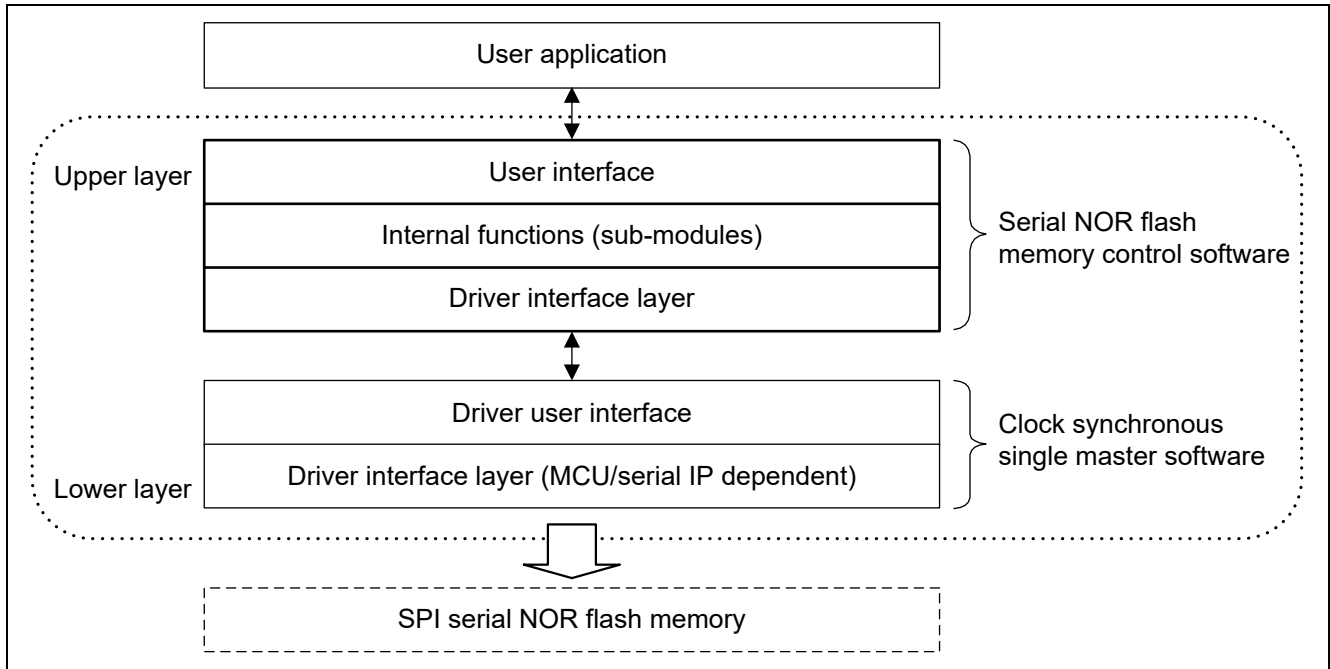 User application
Upper layer
User interface
Internal functions (sub-modules)
Driver interface layer
Serial NOR flash
memory control software
Driver user interface
Driver interface layer (MCU/serial IP dependent)
Lower layer
Clock synchronous
single master software
SPI serial NOR flash memory